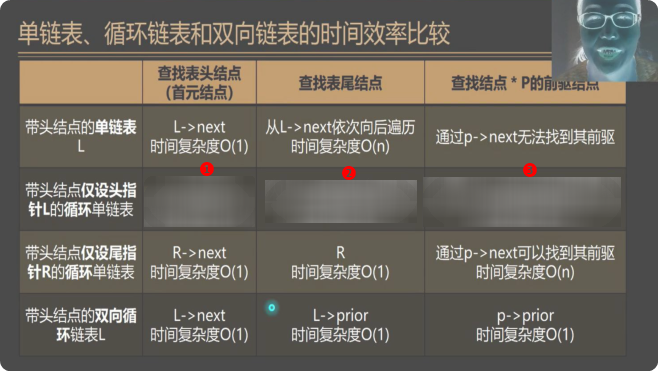 单链表、循环链表和双向链表的时间效率比较
查找表头结点
(首元结点)
查找表尾结点
查找结点 * P的前驱结点
带头结点的单链表
L
L->next
时间复杂度O(1)
从L->next依次向后遍历
时间复杂度O(n)
通过p->next无法找到其前驱
带头结点仅设头指
针L的循环单链表
1
2
3
带头结点仅设尾指
针R的循环单链表
R->next
时间复杂度O(1)
R
时间复杂度O(1)
通过p->next可以找到其前驱
时间复杂度O(n)
带头结点的双向循
环链表L
L->next
时间复杂度O(1)
L->prior
时间复杂度O(1)
p->prior
时间复杂度O(1)